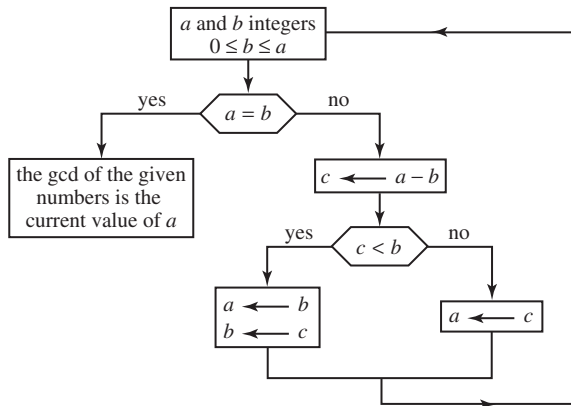 a and b integers
0 ≤ b ≤ a
yes
no
a = b
the gcd of the given
numbers is the
current value of a
c ← a – b
yes
no
c < b
a ← b
b ← c
a ← c